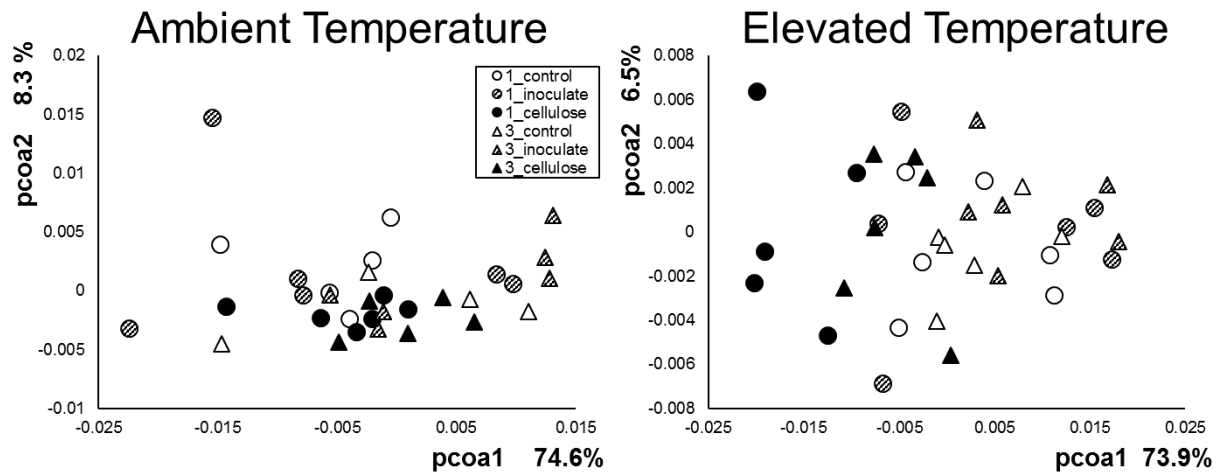 Ambient Temperature
pcoa2 8.3 %
0.02
0.015
0.01
0.005
0
-0.005
-0.01
-0.025
-0.015
-0.005
0.005
0.015
pcoa1 74.6%
1_control
1_inoculate
1_cellulose
3_control
3_inoculate
3_cellulose
Elevated Temperature
pcoa2 6.5%
0.008
0.006
0.004
0.002
0
-0.002
-0.004
-0.006
-0.008
-0.025
-0.015
-0.005
0.005
0.015
0.025
pcoa1 73.9%